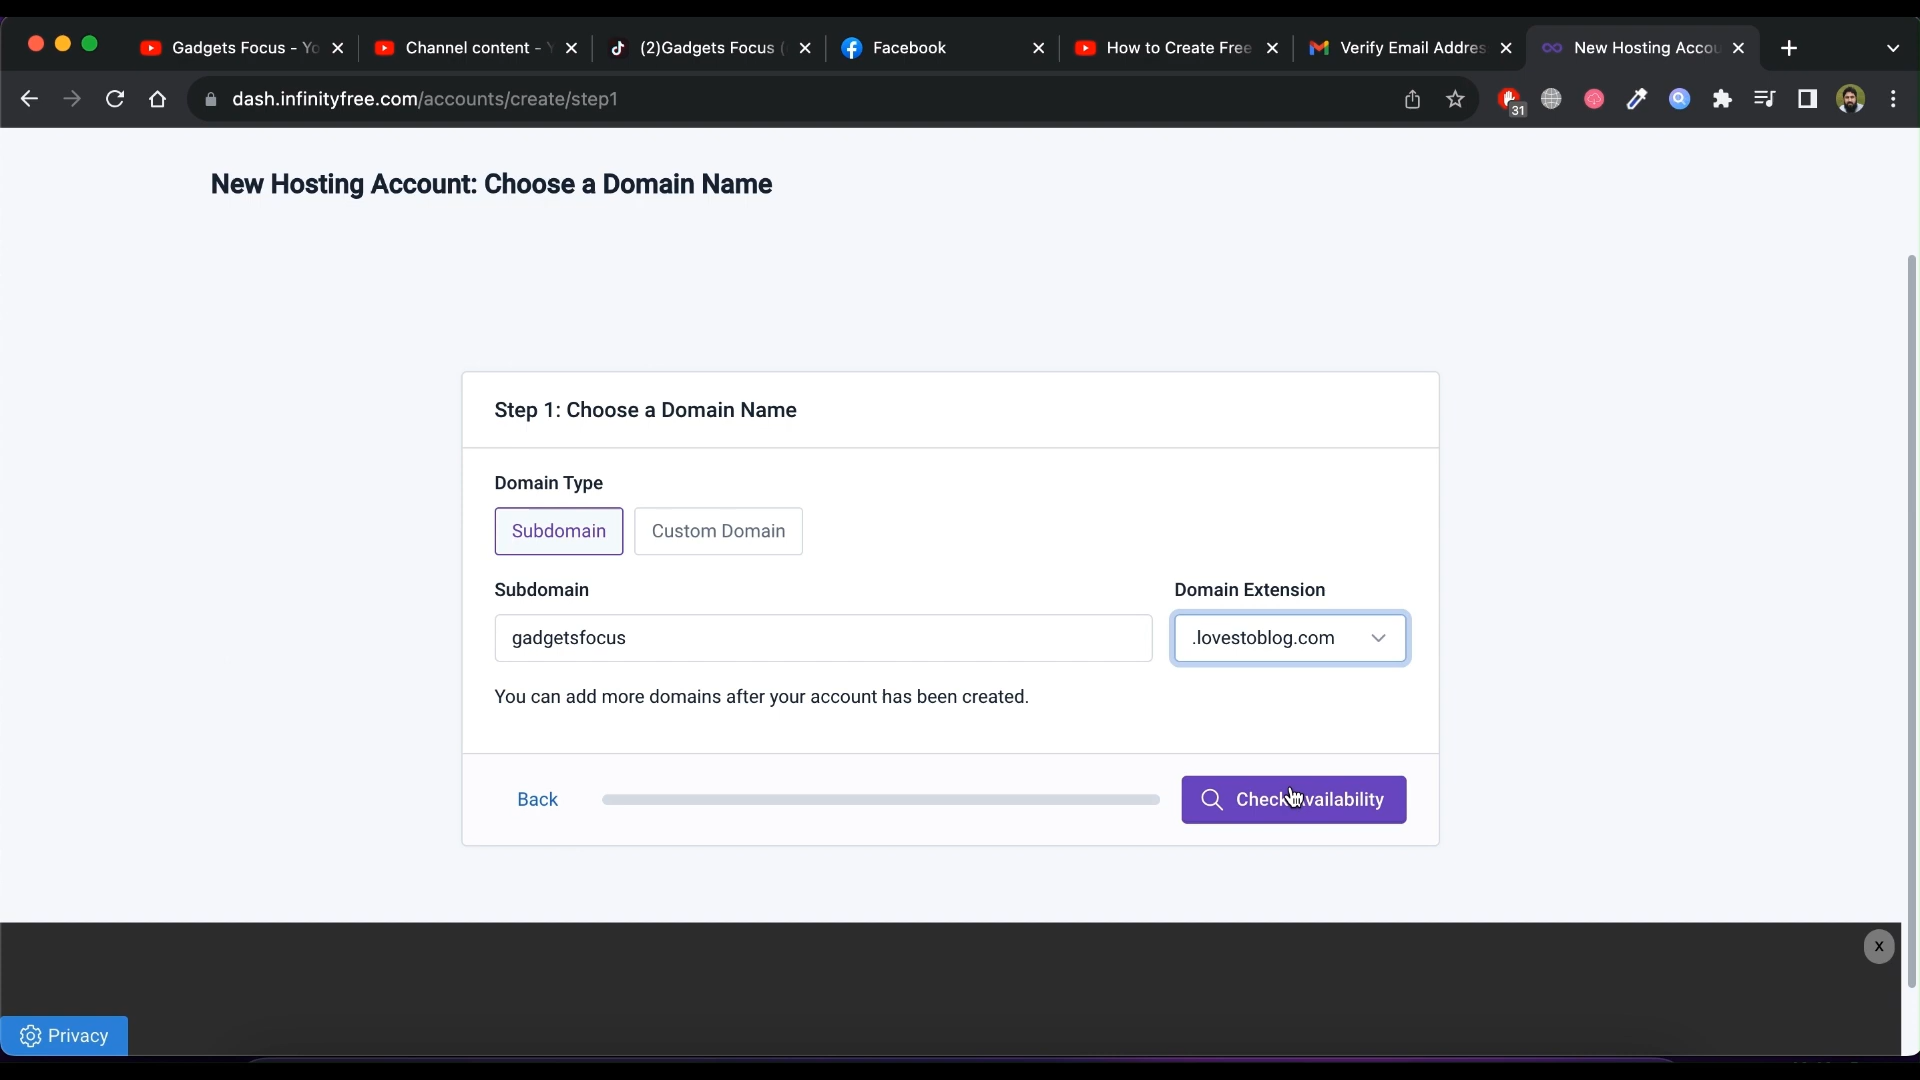 Gadgets Focus - Yo
Channel content - Y
(2)Gadgets Focus (
Facebook
How to Create Free
Verify Email Addres
New Hosting Accou
dash.infinityfree.com/accounts/create/step1
31
New Hosting Account: Choose a Domain Name
Step 1: Choose a Domain Name
Domain Type
Subdomain
Custom Domain
Subdomain
Domain Extension
gadgetsfocus
.lovestoblog.com
You can add more domains after your account has been created.
Back
Check Availability
x
Privacy